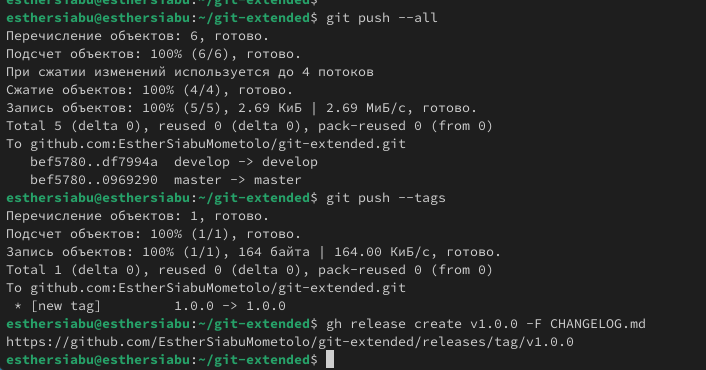 esthersiabu@esthersiabu:~/git-extended$
esthersiabu@esthersiabu:~/git-extended$ git push --all
Перечисление объектов: 6, готово.
Подсчет объектов: 100% (6/6), готово.
При сжатии изменений используется до 4 потоков
Сжатие объектов: 100% (4/4), готово.
Запись объектов: 100% (5/5), 2.69 КиБ | 2.69 МиБ/с, готово.
Total 5 (delta 0), reused 0 (delta 0), pack-reused 0 (from 0)
To github.com:EstherSiabuMometolo/git-extended.git
   bef5780..df7994a  develop -> develop
   bef5780..0969290  master -> master
esthersiabu@esthersiabu:~/git-extended$ git push --tags
Перечисление объектов: 1, готово.
Подсчет объектов: 100% (1/1), готово.
Запись объектов: 100% (1/1), 164 байта | 164.00 КиБ/с, готово.
Total 1 (delta 0), reused 0 (delta 0), pack-reused 0 (from 0)
To github.com:EstherSiabuMometolo/git-extended.git
 * [new tag]         1.0.0 -> 1.0.0
esthersiabu@esthersiabu:~/git-extended$ gh release create v1.0.0 -F CHANGELOG.md
https://github.com/EstherSiabuMometolo/git-extended/releases/tag/v1.0.0
esthersiabu@esthersiabu:~/git-extended$